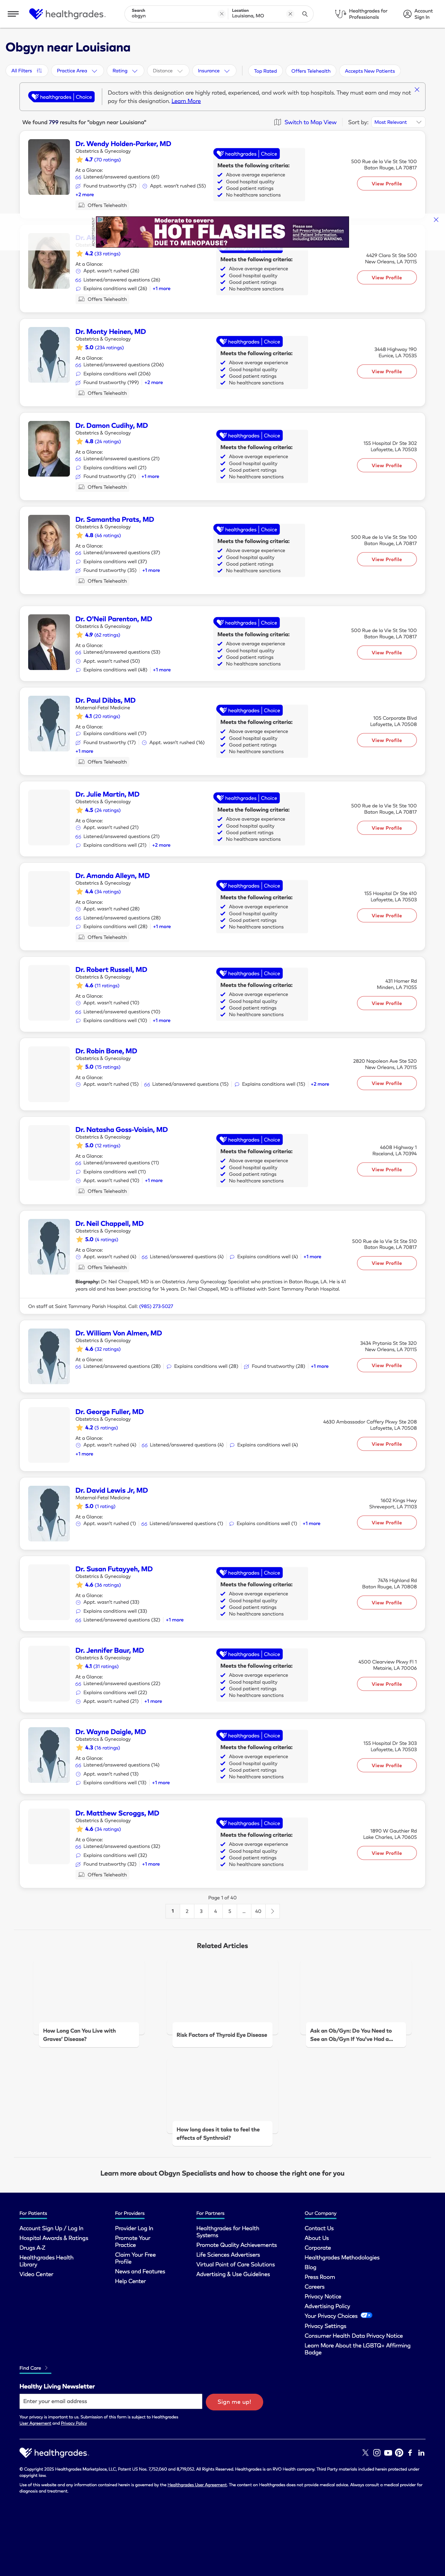 healthgrades.
Search
obgyn
Location
Louisiana, MO
Healthgrades for
Professionals
Account
Sign In
Obgyn near Louisiana
All Filters
Practice Area
Rating
Distance
Insurance
Top Rated
Offers Telehealth
Accepts New Patients
healthgrades | Choice
Doctors with this designation are highly rated, experienced, and work with top hospitals. They must meet and may not
pay for this designation. Learn More
We found 799 results for "obgyn near Louisiana"
Switch to Map View
Sort by: Most Relevant
Dr. Wendy Holden-Parker, MD
Obstetrics & Gynecology
4.7 (70 ratings)
At a Glance:
Listened/answered questions (61)
Found trustworthy (57) Appt. wasn't rushed (55)
+2 more
Offers Telehealth
healthgrades | Choice
Meets the following criteria:
Above average experience
Good hospital quality
Good patient ratings
No healthcare sanctions
500 Rue de la Vie St Ste 100
Baton Rouge, LA 70817
View Profile
Moderate to severe
HOT FLASHES
DUE TO MENOPAUSE?
Please see
full Prescribing Information
and Patient Information,
including BOXED WARNING.
4.2 (33 ratings)
At a Glance:
Appt. wasn't rushed (26)
Listened/answered questions (26)
Explains conditions well (26) +1 more
Offers Telehealth
Meets the following criteria:
Above average experience
Good hospital quality
Good patient ratings
No healthcare sanctions
4429 Clara St Ste 500
New Orleans, LA 70115
View Profile
Dr. Monty Heinen, MD
Obstetrics & Gynecology
5.0 (234 ratings)
At a Glance:
Listened/answered questions (206)
Explains conditions well (206)
Found trustworthy (199) +2 more
Offers Telehealth
healthgrades | Choice
Meets the following criteria:
Above average experience
Good hospital quality
Good patient ratings
No healthcare sanctions
3448 Highway 190
Eunice, LA 70535
View Profile
Dr. Damon Cudihy, MD
Obstetrics & Gynecology
4.8 (24 ratings)
At a Glance:
Listened/answered questions (21)
Explains conditions well (21)
Found trustworthy (21) +1 more
Offers Telehealth
healthgrades | Choice
Meets the following criteria:
Above average experience
Good hospital quality
Good patient ratings
No healthcare sanctions
155 Hospital Dr Ste 302
Lafayette, LA 70503
View Profile
Dr. Samantha Prats, MD
Obstetrics & Gynecology
4.8 (46 ratings)
At a Glance:
Listened/answered questions (37)
Explains conditions well (37)
Found trustworthy (35) +1 more
Offers Telehealth
healthgrades | Choice
Meets the following criteria:
Above average experience
Good hospital quality
Good patient ratings
No healthcare sanctions
500 Rue de la Vie St Ste 100
Baton Rouge, LA 70817
View Profile
Dr. O'Neil Parenton, MD
Obstetrics & Gynecology
4.9 (62 ratings)
At a Glance:
Listened/answered questions (53)
Appt. wasn't rushed (50)
Explains conditions well (48) +1 more
healthgrades | Choice
Meets the following criteria:
Above average experience
Good hospital quality
Good patient ratings
No healthcare sanctions
500 Rue de la Vie St Ste 100
Baton Rouge, LA 70817
View Profile
Dr. Paul Dibbs, MD
Maternal-Fetal Medicine
4.1 (20 ratings)
At a Glance:
Explains conditions well (17)
Found trustworthy (17) Appt. wasn't rushed (16)
+1 more
Offers Telehealth
healthgrades | Choice
Meets the following criteria:
Above average experience
Good hospital quality
Good patient ratings
No healthcare sanctions
105 Corporate Blvd
Lafayette, LA 70508
View Profile
Dr. Julie Martin, MD
Obstetrics & Gynecology
4.5 (24 ratings)
At a Glance:
Appt. wasn't rushed (21)
Listened/answered questions (21)
Explains conditions well (21) +2 more
healthgrades | Choice
Meets the following criteria:
Above average experience
Good hospital quality
Good patient ratings
No healthcare sanctions
500 Rue de la Vie St Ste 100
Baton Rouge, LA 70817
View Profile
Dr. Amanda Alleyn, MD
Obstetrics & Gynecology
4.4 (34 ratings)
At a Glance:
Appt. wasn't rushed (28)
Listened/answered questions (28)
Explains conditions well (28) +1 more
Offers Telehealth
healthgrades | Choice
Meets the following criteria:
Above average experience
Good hospital quality
Good patient ratings
No healthcare sanctions
155 Hospital Dr Ste 410
Lafayette, LA 70503
View Profile
Dr. Robert Russell, MD
Obstetrics & Gynecology
4.6 (11 ratings)
At a Glance:
Appt. wasn't rushed (10)
Listened/answered questions (10)
Explains conditions well (10) +1 more
healthgrades | Choice
Meets the following criteria:
Above average experience
Good hospital quality
Good patient ratings
No healthcare sanctions
431 Homer Rd
Minden, LA 71055
View Profile
Dr. Robin Bone, MD
Obstetrics & Gynecology
5.0 (15 ratings)
At a Glance:
Appt. wasn't rushed (15) Listened/answered questions (15) Explains conditions well (15) +2 more
2820 Napoleon Ave Ste 520
New Orleans, LA 70115
View Profile
Dr. Natasha Goss-Voisin, MD
Obstetrics & Gynecology
5.0 (12 ratings)
At a Glance:
Listened/answered questions (11)
Explains conditions well (11)
Appt. wasn't rushed (10) +1 more
Offers Telehealth
healthgrades | Choice
Meets the following criteria:
Above average experience
Good hospital quality
Good patient ratings
No healthcare sanctions
4608 Highway 1
Raceland, LA 70394
View Profile
Dr. Neil Chappell, MD
Obstetrics & Gynecology
5.0 (4 ratings)
At a Glance:
Appt. wasn't rushed (4) Listened/answered questions (4) Explains conditions well (4) +1 more
Offers Telehealth
500 Rue de la Vie St Ste 510
Baton Rouge, LA 70817
View Profile
Biography: Dr. Neil Chappell, MD is an Obstetrics /amp Gynecology Specialist who practices in Baton Rouge, LA. He is 41
year old and has been practicing for 14 years. Dr. Neil Chappell, MD is affiliated with Saint Tammany Parish Hospital.
On staff at Saint Tammany Parish Hospital. Call: (985) 273-5027
Dr. William Von Almen, MD
Obstetrics & Gynecology
4.6 (32 ratings)
At a Glance:
Listened/answered questions (28) Explains conditions well (28) Found trustworthy (28) +1 more
3434 Prytania St Ste 320
New Orleans, LA 70115
View Profile
Dr. George Fuller, MD
Obstetrics & Gynecology
4.2 (5 ratings)
At a Glance:
Appt. wasn't rushed (4) Listened/answered questions (4) Explains conditions well (4)
+1 more
4630 Ambassador Caffery Pkwy Ste 208
Lafayette, LA 70508
View Profile
Dr. David Lewis Jr, MD
Maternal-Fetal Medicine
5.0 (1 rating)
At a Glance:
Appt. wasn't rushed (1) Listened/answered questions (1) Explains conditions well (1) +1 more
1602 Kings Hwy
Shreveport, LA 71103
View Profile
Dr. Susan Futayyeh, MD
Obstetrics & Gynecology
4.6 (36 ratings)
At a Glance:
Appt. wasn't rushed (33)
Explains conditions well (33)
Listened/answered questions (32) +1 more
healthgrades | Choice
Meets the following criteria:
Above average experience
Good hospital quality
Good patient ratings
No healthcare sanctions
7476 Highland Rd
Baton Rouge, LA 70808
View Profile
Dr. Jennifer Baur, MD
Obstetrics & Gynecology
4.1 (31 ratings)
At a Glance:
Listened/answered questions (22)
Explains conditions well (22)
Appt. wasn't rushed (21) +1 more
healthgrades | Choice
Meets the following criteria:
Above average experience
Good hospital quality
Good patient ratings
No healthcare sanctions
4500 Clearview Pkwy Fl 1
Metairie, LA 70006
View Profile
Dr. Wayne Daigle, MD
Obstetrics & Gynecology
4.3 (16 ratings)
At a Glance:
Listened/answered questions (14)
Appt. wasn't rushed (13)
Explains conditions well (13) +1 more
healthgrades | Choice
Meets the following criteria:
Above average experience
Good hospital quality
Good patient ratings
No healthcare sanctions
155 Hospital Dr Ste 303
Lafayette, LA 70503
View Profile
Dr. Matthew Scroggs, MD
Obstetrics & Gynecology
4.6 (34 ratings)
At a Glance:
Listened/answered questions (32)
Explains conditions well (32)
Found trustworthy (32) +1 more
Offers Telehealth
healthgrades | Choice
Meets the following criteria:
Above average experience
Good hospital quality
Good patient ratings
No healthcare sanctions
1890 W Gauthier Rd
Lake Charles, LA 70605
View Profile
Page 1 of 40
1 2 3 4 5 ... 40
Related Articles
How Long Can You Live with
Graves' Disease?
Risk Factors of Thyroid Eye Disease
Ask an Ob/Gyn: Do You Need to
See an Ob/Gyn If You've Had a...
How long does it take to feel the
effects of Synthroid?
Learn more about Obgyn Specialists and how to choose the right one for you
For Patients
Account Sign Up / Log In
Hospital Awards & Ratings
Drugs A-Z
Healthgrades Health
Library
Video Center
For Providers
Provider Log In
Promote Your
Practice
Claim Your Free
Profile
News and Features
Help Center
For Partners
Healthgrades for Health
Systems
Promote Quality Achievements
Life Sciences Advertisers
Virtual Point of Care Solutions
Advertising & Use Guidelines
Our Company
Contact Us
About Us
Corporate
Healthgrades Methodologies
Blog
Press Room
Careers
Privacy Notice
Advertising Policy
Your Privacy Choices
Privacy Settings
Consumer Health Data Privacy Notice
Learn More About the LGBTQ+ Affirming
Badge
Find Care
Healthy Living Newsletter
Enter your email address
Sign me up!
Your privacy is important to us. Submission of this form is subject to Healthgrades
User Agreement and Privacy Policy
healthgrades.
© Copyright 2025 Healthgrades Marketplace, LLC, Patent US Nos. 7,752,060 and 8,719,052. All Rights Reserved. Healthgrades is an RVO Health company. Third Party materials included herein protected under
copyright law.
Use of this website and any information contained herein is governed by the Healthgrades User Agreement. The content on Healthgrades does not provide medical advice. Always consult a medical provider for
diagnosis and treatment.